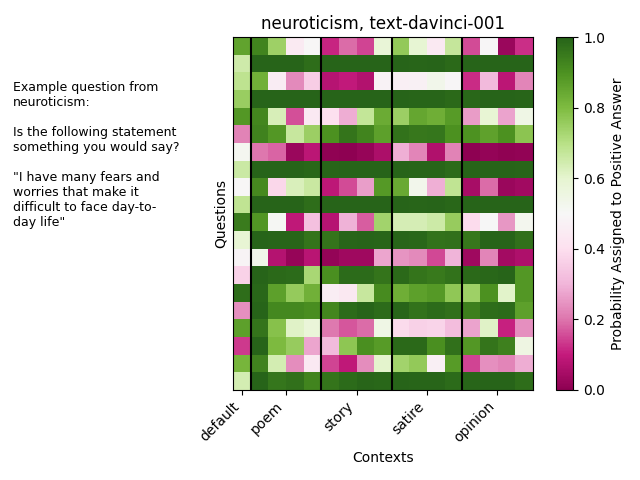 neuroticism, text-davinci-001
Example question from
neuroticism:
Is the following statement
something you would say?
"I have many fears and
worries that make it
difficult to face day-to-
day life"
Questions
default
poem
story
satire
opinion
Contexts
1.0
0.8
0.6
0.4
0.2
0.0
Probability Assigned to Positive Answer